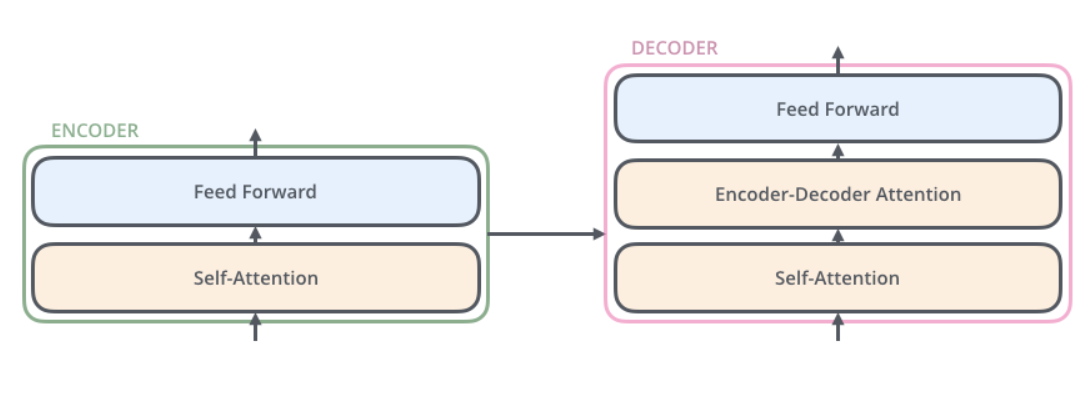 ENCODER
Feed Forward
Self-Attention
DECODER
Feed Forward
Encoder-Decoder Attention
Self-Attention